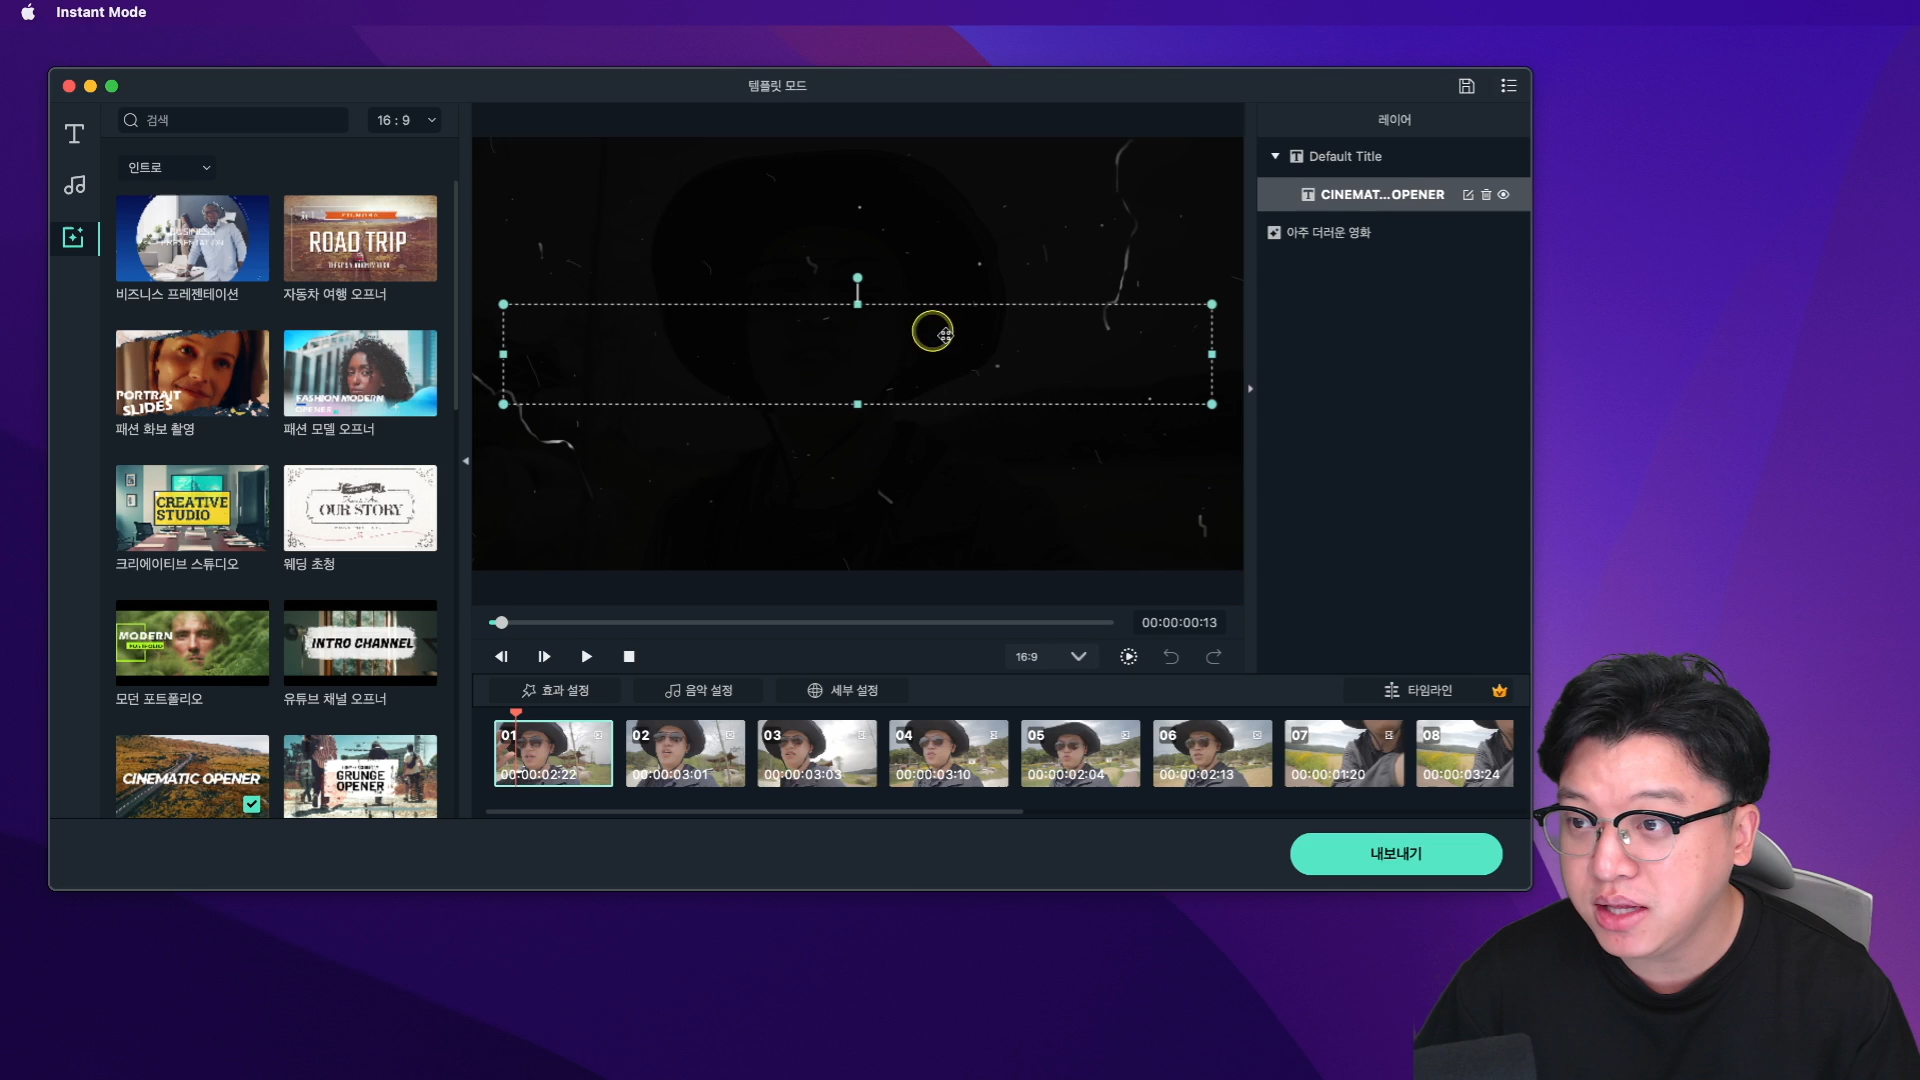 Instant Mode
템플릿 모드
검색
16 : 9
인트로
비즈니스 프레젠테이션
ROAD TRIP
자동차 여행 오프너
PORTRAIT
SLIDES
패션 화보 촬영
FASHION MODERN
OPENER
패션 모델 오프너
CREATIVE
STUDIO
크리에이티브 스튜디오
OUR STORY
웨딩 초청
MODERN
모던 포트폴리오
INTRO CHANNEL
유튜브 채널 오프너
CINEMATIC OPENER
GRUNGE
OPENER
레이어
Default Title
CINEMAT...OPENER
아주 더러운 영화
00:00:00:13
16:9
효과 설정
음악 설정
세부 설정
타임라인
01
00:00:02:22
02
00:00:03:01
03
00:00:03:03
04
00:00:03:10
05
00:00:02:04
06
00:00:02:13
07
00:00:01:20
08
00:00:03:24
내보내기